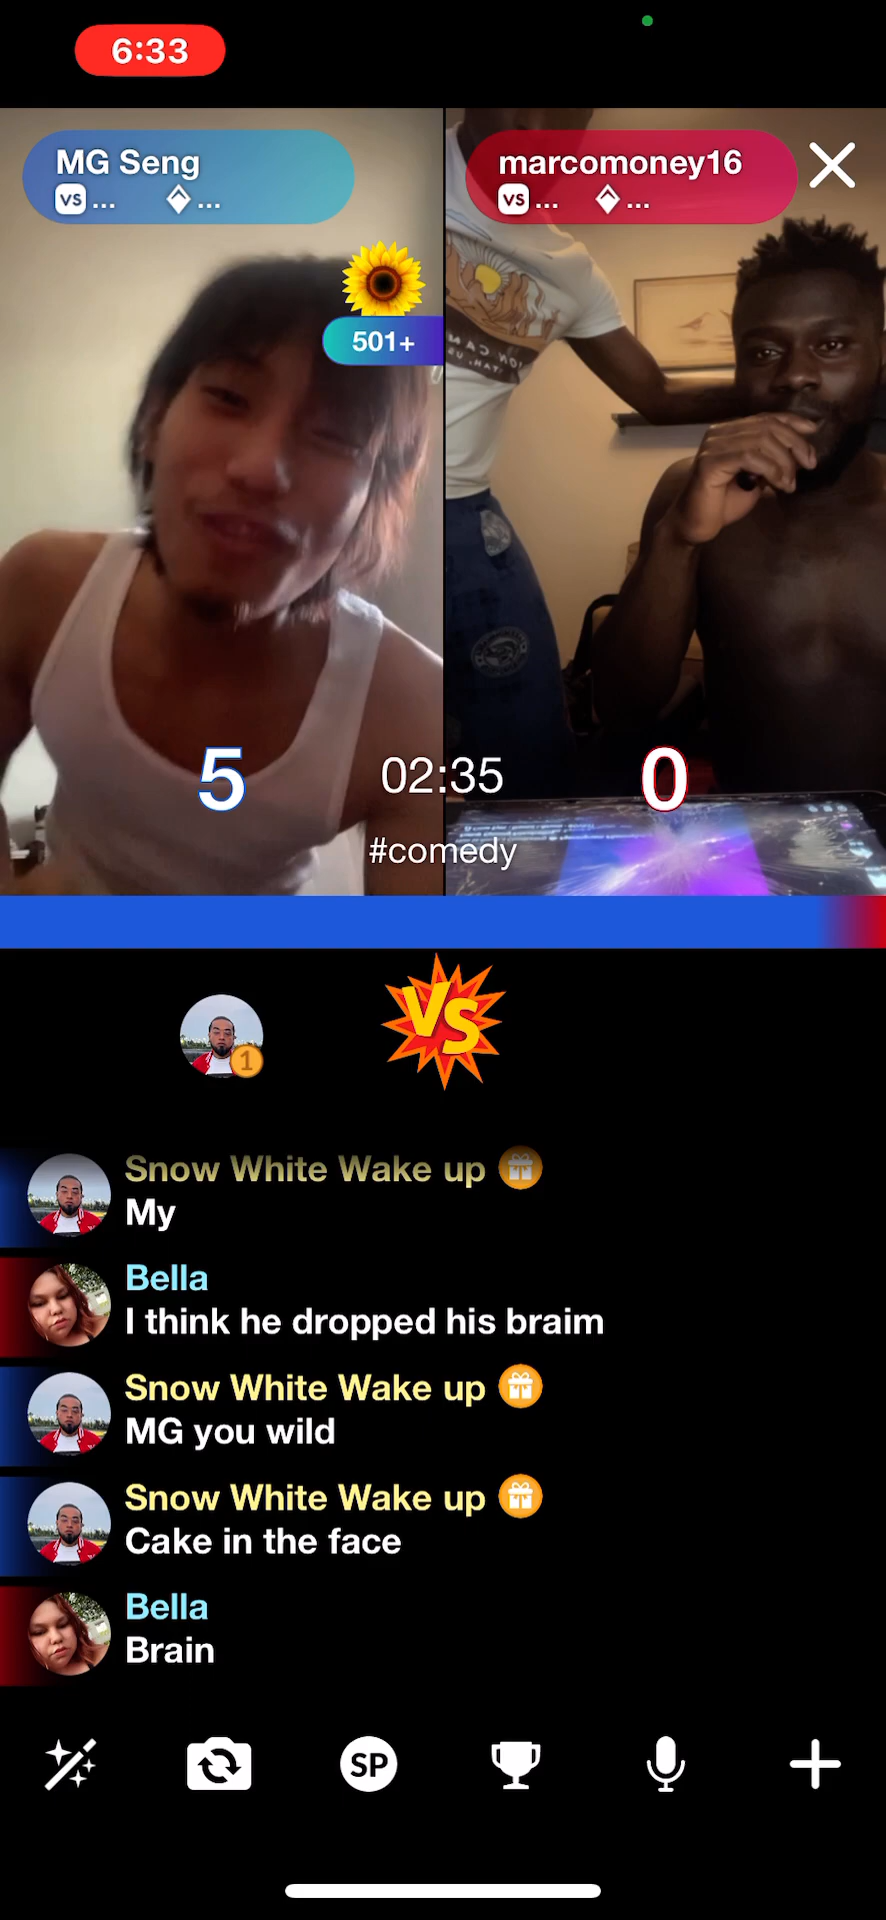 6:33
MG Seng
VS ... ...
marcomoney16
VS ... ...
501+
5
02:35
0
#comedy
VS
1
Snow White Wake up
My
Bella
I think he dropped his braim
Snow White Wake up
MG you wild
Snow White Wake up
Cake in the face
Bella
Brain
SP